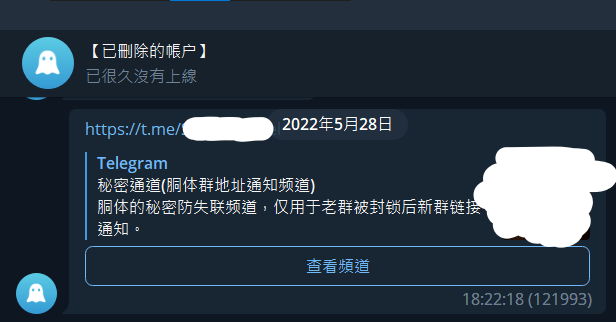 【已刪除的帳户】
已很久沒有上線
https://t.me/
2022年5月28日
Telegram
秘密通道(胴体群地址通知频道)
胴体的秘密防失联频道，仅用于老群被封锁后新群链接
通知。
查看頻道
18:22:18 (121993)